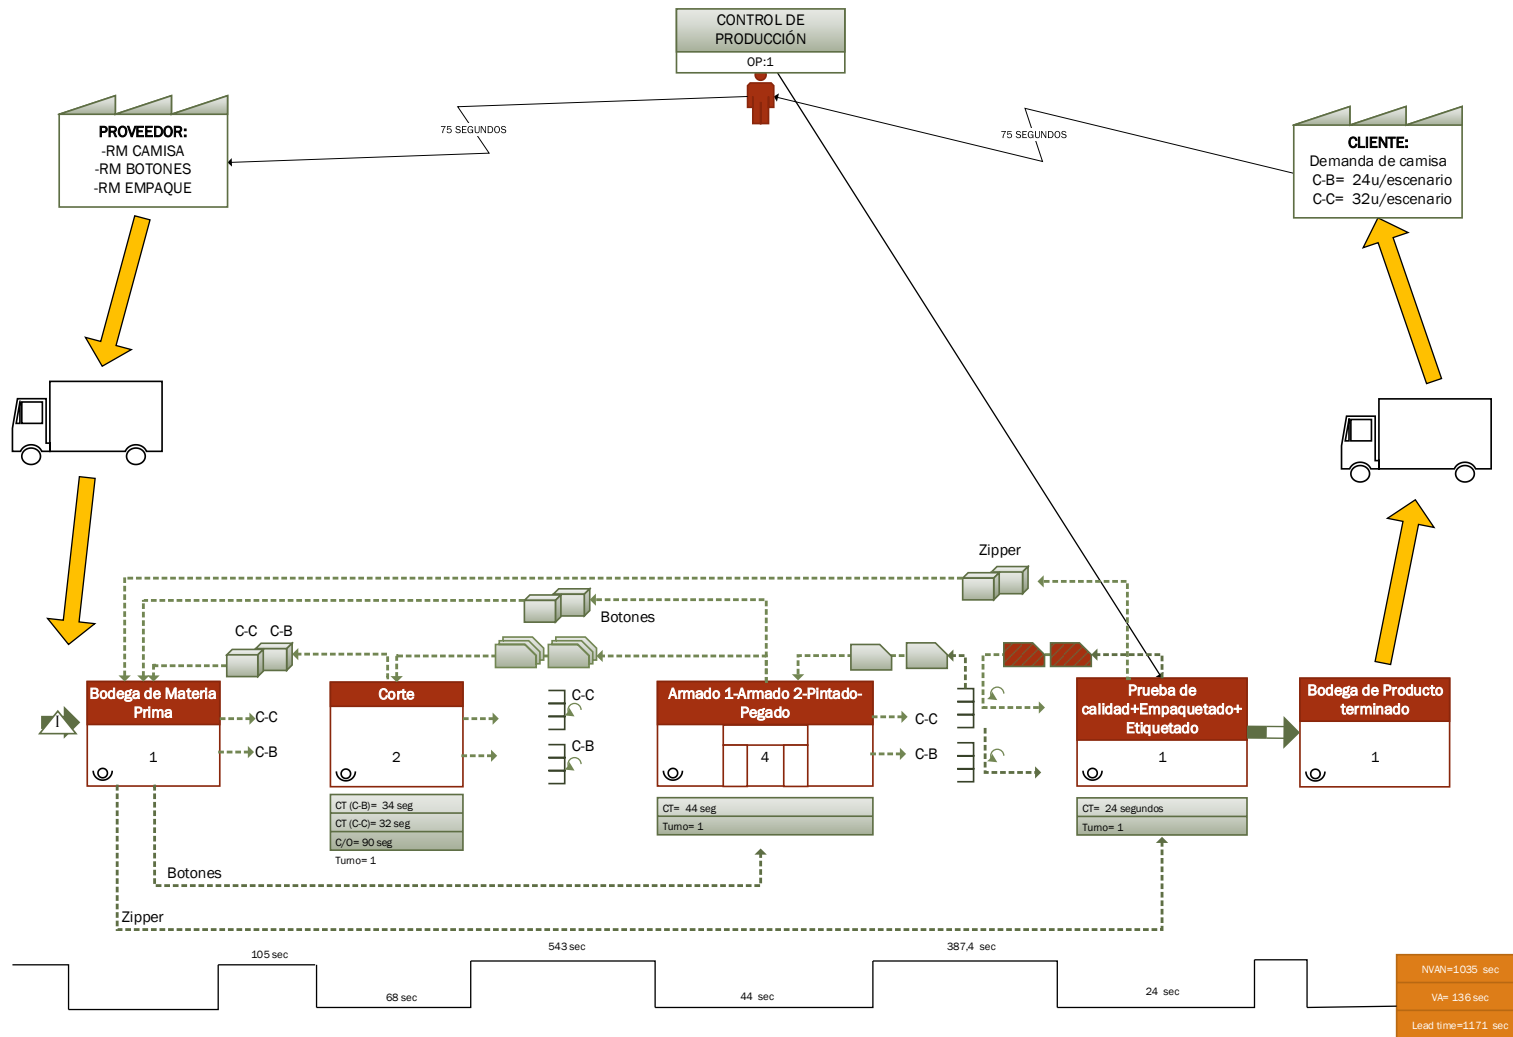 CONTROL DE
PRODUCCIÓN
OP:1
75 SEGUNDOS
75 SEGUNDOS
PROVEEDOR:
-RM CAMISA
-RM BOTONES
-RM EMPAQUE
CLIENTE:
Demanda de camisa
C-B= 24u/escenario
C-C= 32u/escenario
Zipper
Botones
C-C C-B
Bodega de Materia
Prima
1
I
C-C
C-B
Corte
2
CT (C-B)= 34 seg
CT (C-C)= 32 seg
C/O= 90 seg
Turno= 1
C-C
C-B
Armado 1-Armado 2-Pintado-
Pegado
4
CT= 44 seg
Turno= 1
C-C
C-B
Prueba de
calidad+Empaquetado+
Etiquetado
1
CT= 24 segundos
Turno= 1
Bodega de Producto
terminado
1
Botones
Zipper
105 sec
68 sec
543 sec
44 sec
387,4 sec
24 sec
NVAN=1035 sec
VA= 136 sec
Lead time=1171 sec